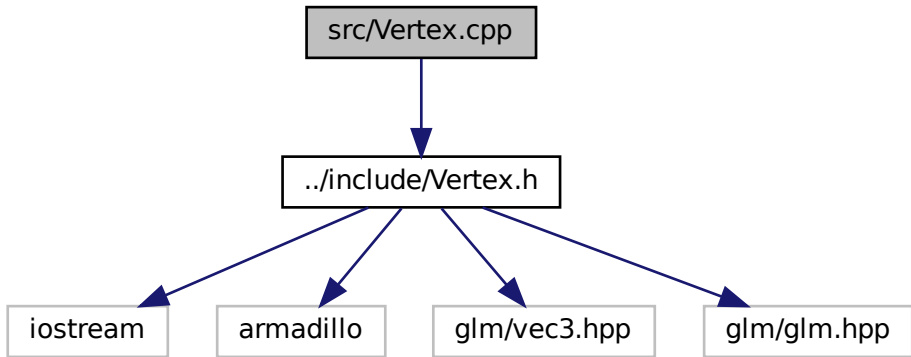 src/Vertex.cpp
../include/Vertex.h
iostream
armadillo
glm/vec3.hpp
glm/glm.hpp